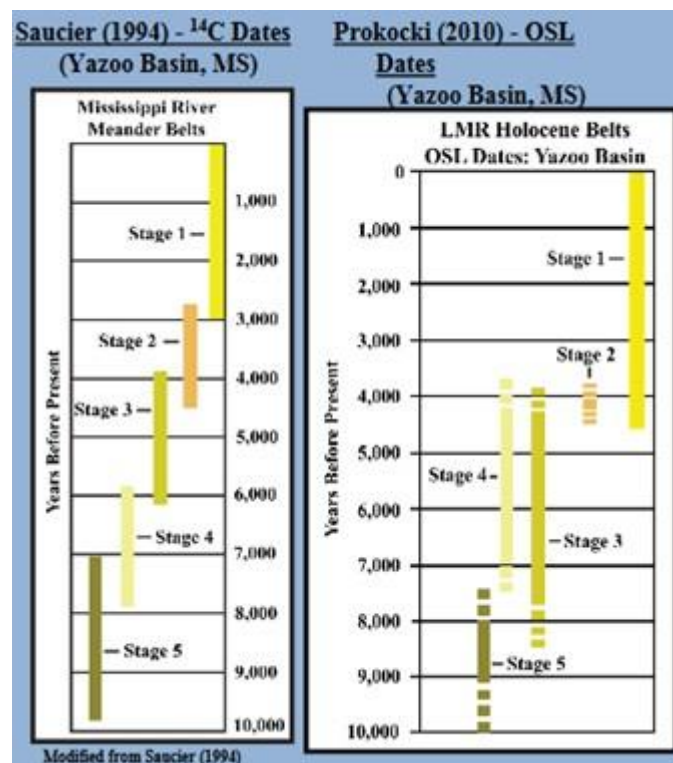 Saucier (1994) - ¹⁴C Dates
(Yazoo Basin, MS)
Mississippi River
Meander Belts
1,000
Stage 1
2,000
3,000
Stage 2
4,000
Stage 3
5,000
6,000
Stage 4
7,000
8,000
Stage 5
9,000
10,000
Years Before Present
Modified from Saucier (1994)
Prokocki (2010) - OSL
Dates
(Yazoo Basin, MS)
LMR Holocene Belts
OSL Dates: Yazoo Basin
0
1,000
Stage 1
2,000
3,000
Stage 2
4,000
5,000
Stage 4
6,000
Stage 3
7,000
8,000
Stage 5
9,000
10,000
Years Before Present